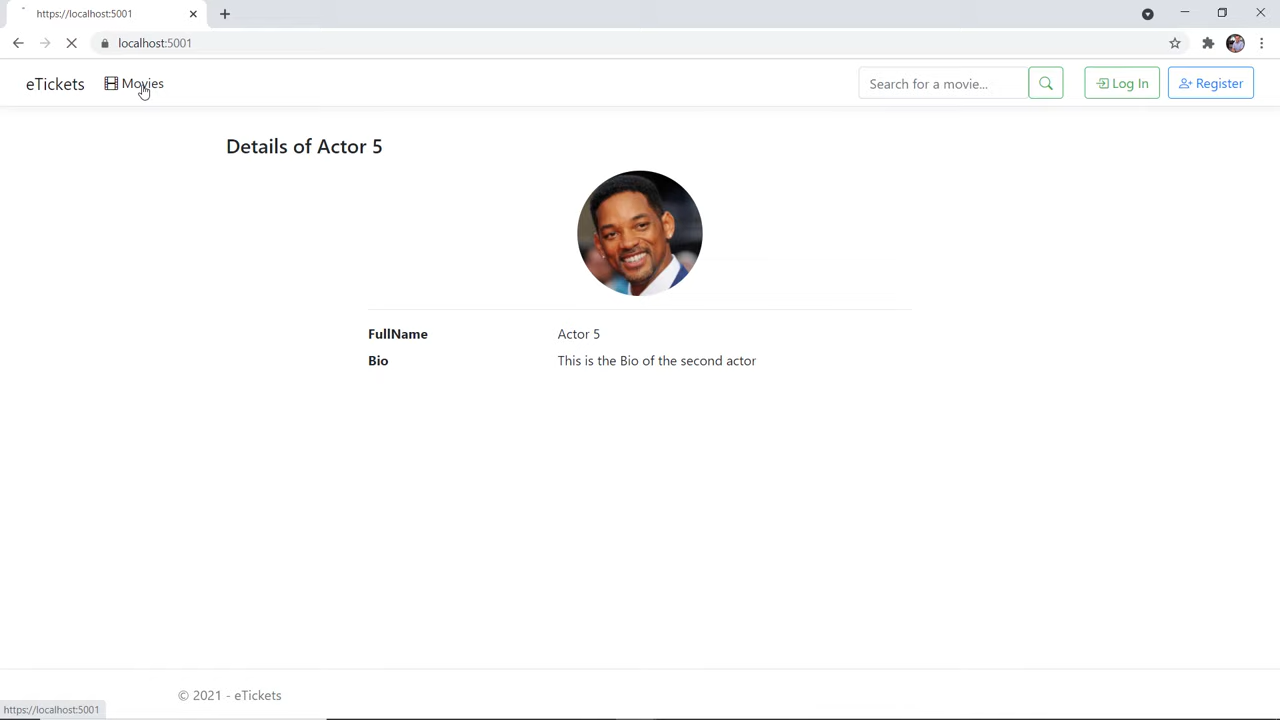 https://localhost:5001
localhost:5001
eTickets
Movies
Search for a movie...
Log In
Register
Details of Actor 5
FullName Actor 5
Bio This is the Bio of the second actor
© 2021 - eTickets
https://localhost:5001